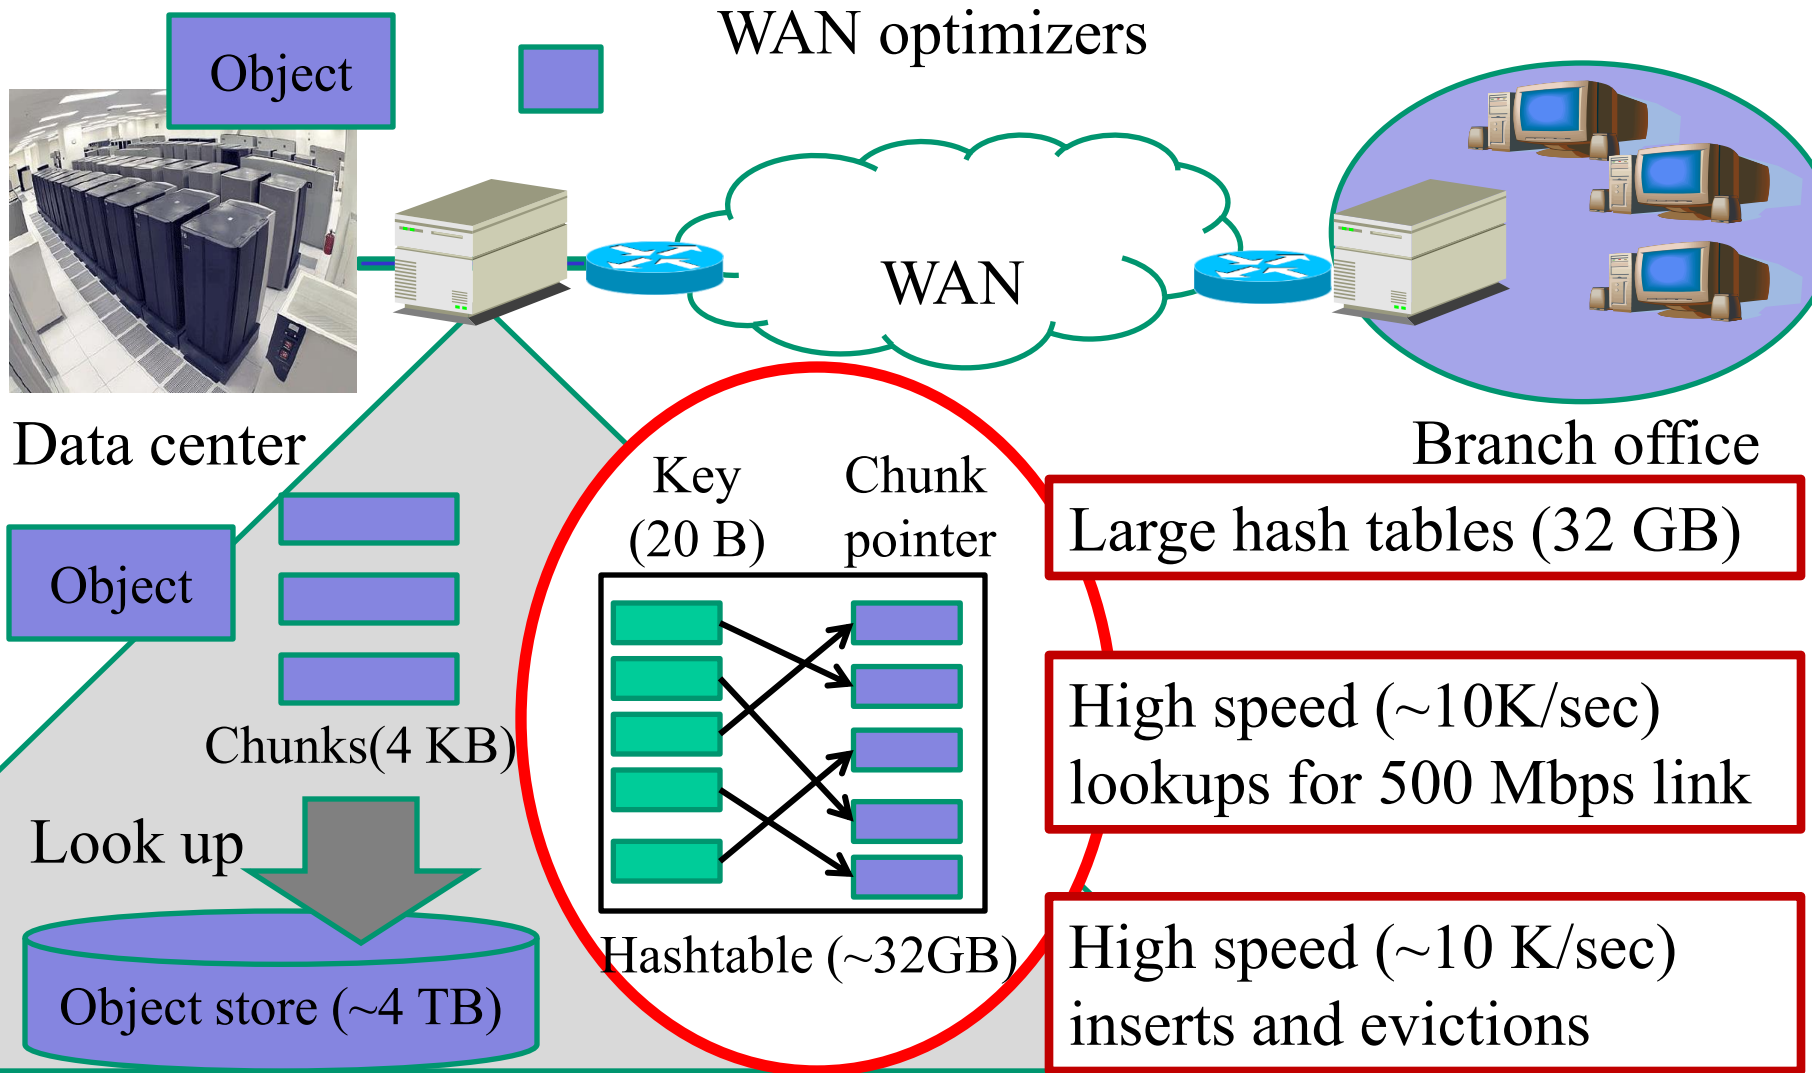 WAN optimizers
Object
WAN
Data center
Branch office
Object
Chunks(4 KB)
Look up
Object store (~4 TB)
Key
(20 B)
Chunk
pointer
Hashtable (~32GB)
Large hash tables (32 GB)
High speed (~10K/sec)
lookups for 500 Mbps link
High speed (~10 K/sec)
inserts and evictions